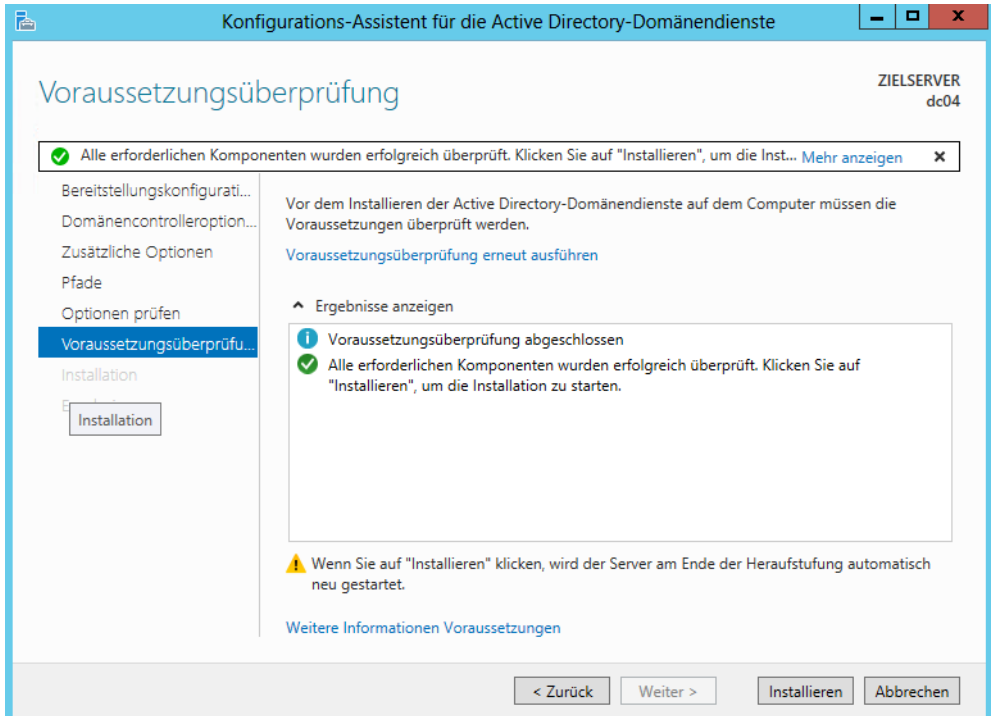 Konfigurations-Assistent für die Active Directory-Domänendienste
Voraussetzungsüberprüfung
ZIELSERVER
dc04
Alle erforderlichen Komponenten wurden erfolgreich überprüft. Klicken Sie auf "Installieren", um die Inst... Mehr anzeigen
Bereitstellungskonfigurati...
Domänencontrolleroption...
Zusätzliche Optionen
Pfade
Optionen prüfen
Voraussetzungsüberprüfu...
Installation
Installation
Vor dem Installieren der Active Directory-Domänendienste auf dem Computer müssen die
Voraussetzungen überprüft werden.
Voraussetzungsüberprüfung erneut ausführen
Ergebnisse anzeigen
Voraussetzungsüberprüfung abgeschlossen
Alle erforderlichen Komponenten wurden erfolgreich überprüft. Klicken Sie auf
"Installieren", um die Installation zu starten.
Wenn Sie auf "Installieren" klicken, wird der Server am Ende der Heraufstufung automatisch
neu gestartet.
Weitere Informationen Voraussetzungen
< Zurück
Weiter >
Installieren
Abbrechen